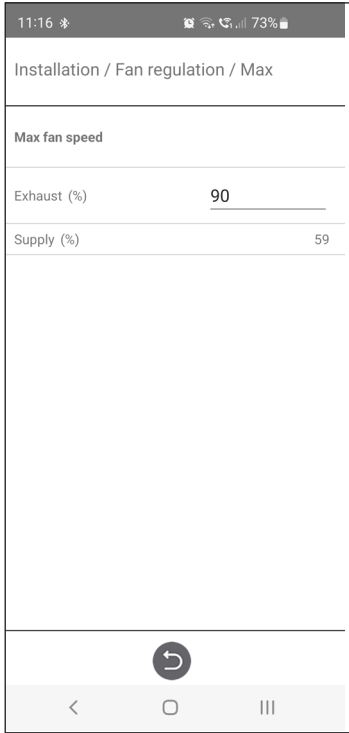 11:16 73%
Installation / Fan regulation / Max
Max fan speed
Exhaust (%) 90
Supply (%) 59